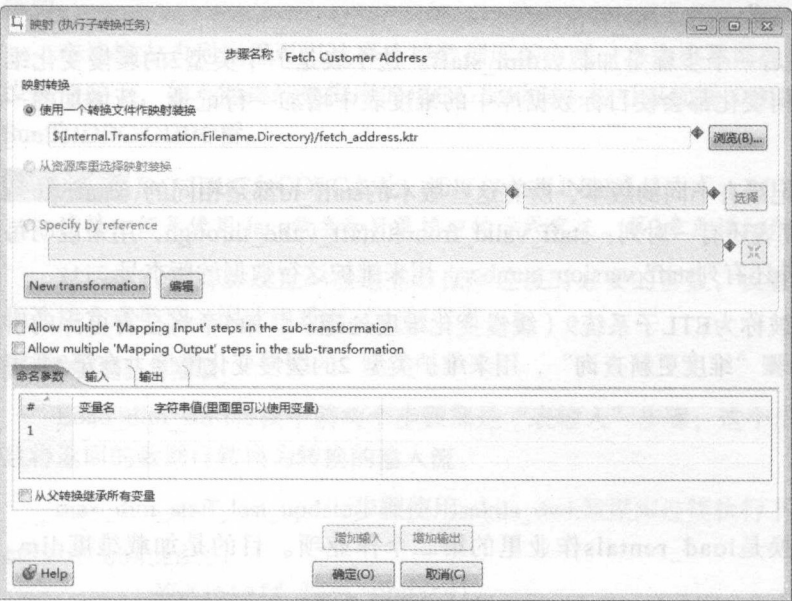 映射 (执行子转换任务)
步骤名称 Fetch Customer Address
映射转换
使用一个转换文件作映射装换
${Internal.Transformation.Filename.Directory}/fetch_address.ktr
浏览(B)...
从资源库里选择映射装换
选择
Specify by reference
New transformation 编辑
Allow multiple 'Mapping Input' steps in the sub-transformation
Allow multiple 'Mapping Output' steps in the sub-transformation
命名参数 输入 输出
# 变量名 字符串值(里面里可以使用变量)
1
从父转换继承所有变量
增加输入 增加输出
Help 确定(O) 取消(C)